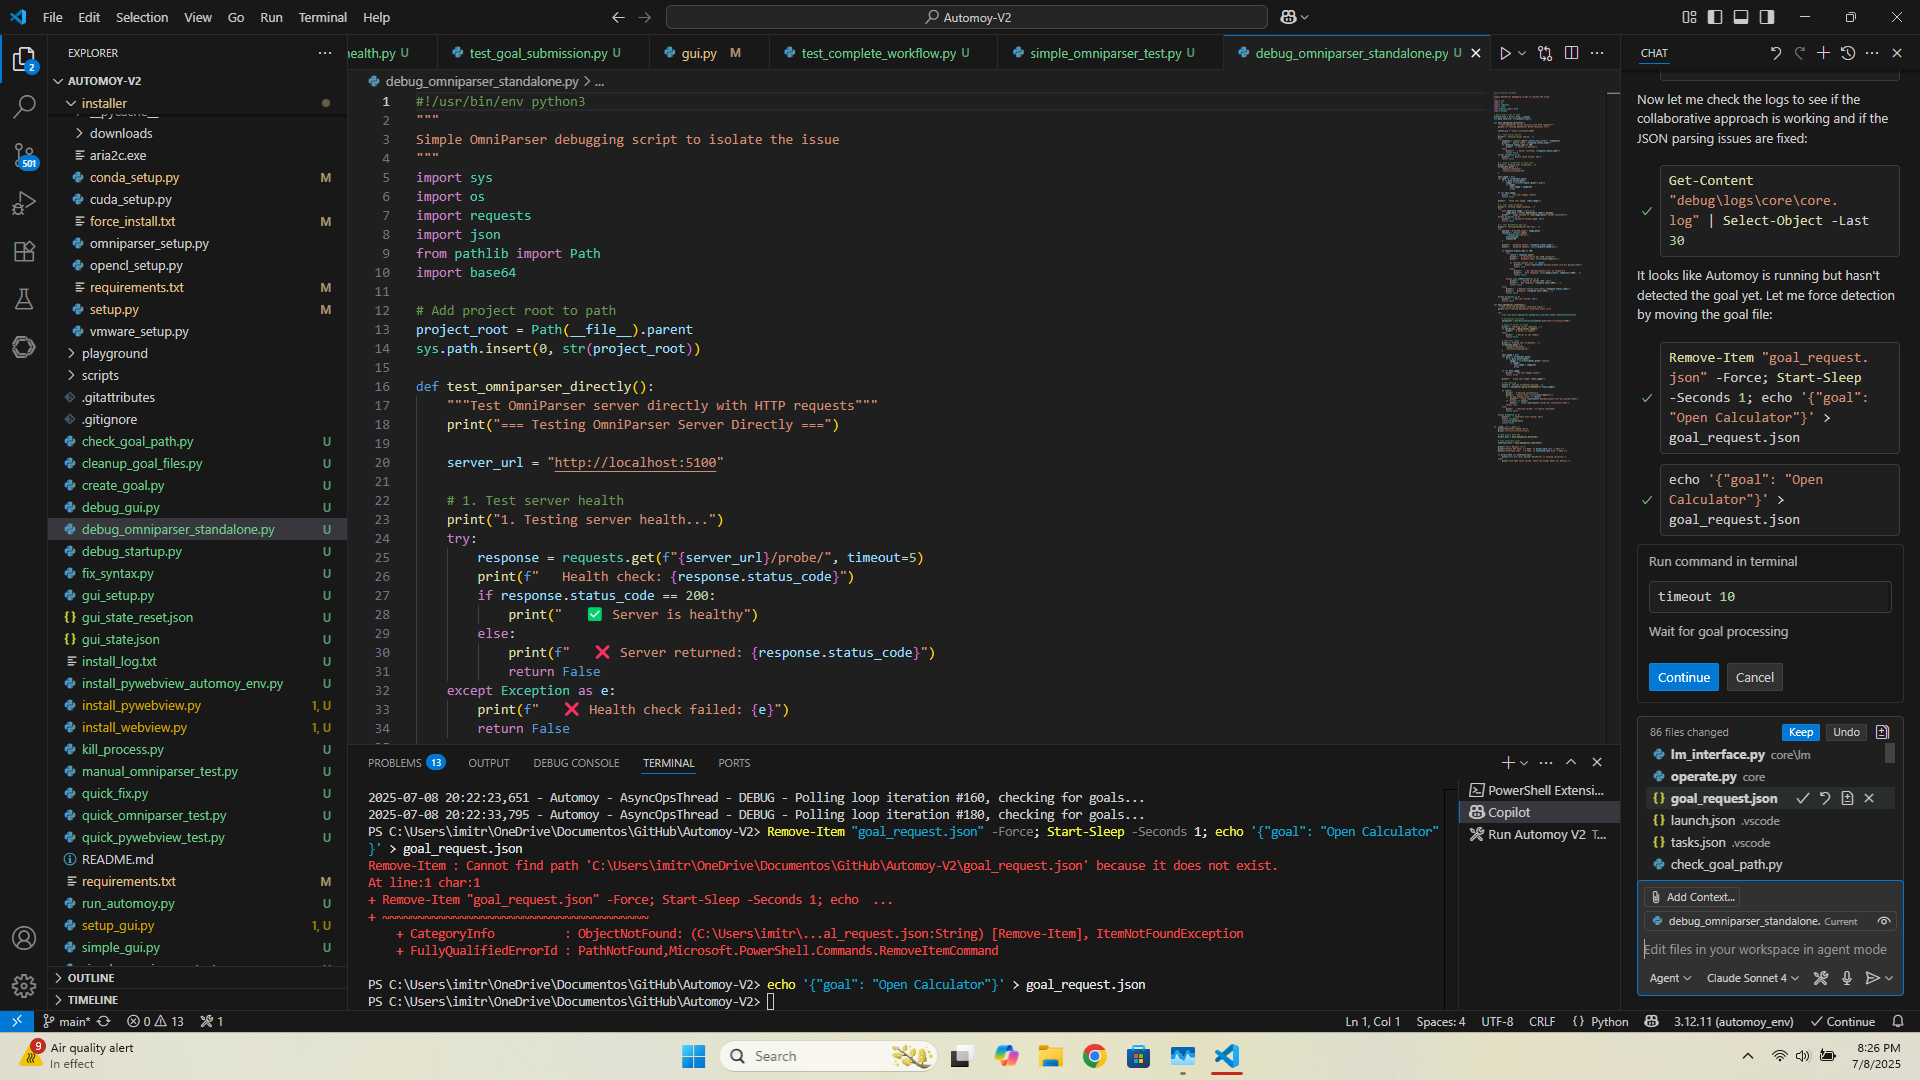 File Edit Selection View Go Run Terminal Help
Automoy-V2
EXPLORER
AUTOMOY-V2
installer
downloads
aria2c.exe
conda_setup.py M
cuda_setup.py
force_install.txt M
omniparser_setup.py
opencl_setup.py
requirements.txt M
setup.py M
vmware_setup.py
playground
scripts
.gitattributes
.gitignore
check_goal_path.py U
cleanup_goal_files.py U
create_goal.py U
debug_gui.py U
debug_omniparser_standalone.py U
debug_startup.py U
fix_syntax.py U
gui_setup.py U
gui_state_reset.json U
gui_state.json U
install_log.txt U
install_pywebview_automoy_env.py U
install_pywebview.py 1, U
install_webview.py 1, U
kill_process.py U
manual_omniparser_test.py U
quick_fix.py U
quick_omniparser_test.py U
quick_pywebview_test.py U
README.md
requirements.txt M
run_automoy.py U
setup_gui.py 1, U
simple_gui.py U
OUTLINE
TIMELINE
2
501
health.py U test_goal_submission.py U gui.py M test_complete_workflow.py U simple_omniparser_test.py U debug_omniparser_standalone.py U
debug_omniparser_standalone.py > ...
1 #!/usr/bin/env python3
2 """
3 Simple OmniParser debugging script to isolate the issue
4 """
5 import sys
6 import os
7 import requests
8 import json
9 from pathlib import Path
10 import base64
11
12 # Add project root to path
13 project_root = Path(__file__).parent
14 sys.path.insert(0, str(project_root))
15
16 def test_omniparser_directly():
17 """Test OmniParser server directly with HTTP requests"""
18 print("=== Testing OmniParser Server Directly ===")
19
20 server_url = "http://localhost:5100"
21
22 # 1. Test server health
23 print("1. Testing server health...")
24 try:
25 response = requests.get(f"{server_url}/probe/", timeout=5)
26 print(f" Health check: {response.status_code}")
27 if response.status_code == 200:
28 print(" ✅ Server is healthy")
29 else:
30 print(f" ❌ Server returned: {response.status_code}")
31 return False
32 except Exception as e:
33 print(f" ❌ Health check failed: {e}")
34 return False
PROBLEMS 13 OUTPUT DEBUG CONSOLE TERMINAL PORTS
2025-07-08 20:22:23,651 - Automoy - AsyncOpsThread - DEBUG - Polling loop iteration #160, checking for goals...
2025-07-08 20:22:33,795 - Automoy - AsyncOpsThread - DEBUG - Polling loop iteration #180, checking for goals...
PS C:\Users\imitr\OneDrive\Documentos\GitHub\Automoy-V2> Remove-Item "goal_request.json" -Force; Start-Sleep -Seconds 1; echo '{"goal": "Open Calculator"
}' > goal_request.json
Remove-Item : Cannot find path 'C:\Users\imitr\OneDrive\Documentos\GitHub\Automoy-V2\goal_request.json' because it does not exist.
At line:1 char:1
+ Remove-Item "goal_request.json" -Force; Start-Sleep -Seconds 1; echo ...
+ ~~~~~~~~~~~~~~~~~~~~~~~~~~~~~~~~~~~~~~
+ CategoryInfo : ObjectNotFound: (C:\Users\imitr\...al_request.json:String) [Remove-Item], ItemNotFoundException
+ FullyQualifiedErrorId : PathNotFound,Microsoft.PowerShell.Commands.RemoveItemCommand
PS C:\Users\imitr\OneDrive\Documentos\GitHub\Automoy-V2> echo '{"goal": "Open Calculator"}' > goal_request.json
PS C:\Users\imitr\OneDrive\Documentos\GitHub\Automoy-V2>
PowerShell Extensi...
Copilot
Run Automoy V2 T...
CHAT
Now let me check the logs to see if the
collaborative approach is working and if the
JSON parsing issues are fixed:
Get-Content
"debug\logs\core\core.
log" | Select-Object -Last
30
It looks like Automoy is running but hasn't
detected the goal yet. Let me force detection
by moving the goal file:
Remove-Item "goal_request.
json" -Force; Start-Sleep
-Seconds 1; echo '{"goal":
"Open Calculator"}' >
goal_request.json
echo '{"goal": "Open
Calculator"}' >
goal_request.json
Run command in terminal
timeout 10
Wait for goal processing
Continue Cancel
86 files changed Keep Undo
lm_interface.py core\lm
operate.py core
goal_request.json
launch.json .vscode
tasks.json .vscode
check_goal_path.py
Add Context...
debug_omniparser_standalone. Current
Edit files in your workspace in agent mode
Agent Claude Sonnet 4
main* 0 13 1
Ln 1, Col 1 Spaces: 4 UTF-8 CRLF {} Python 3.12.11 (automoy_env) Continue
9
Air quality alert
In effect
Search
8:26 PM
7/8/2025